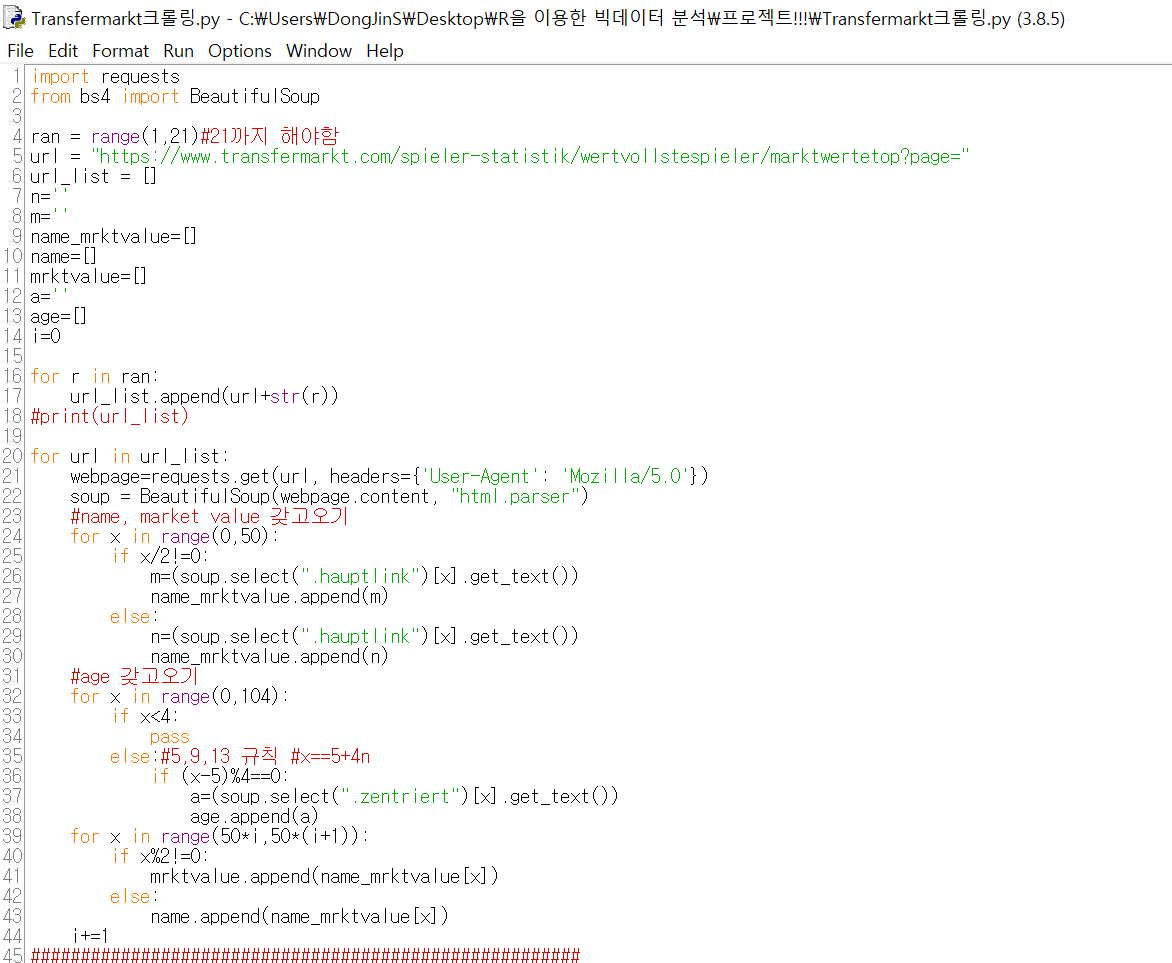 Transfermarkt크롤링.py - C:\Users\DongJinS\Desktop\R을 이용한 빅데이터 분석\프로젝트!!!\Transfermarkt크롤링.py (3.8.5)
File Edit Format Run Options Window Help
1 import requests
2 from bs4 import BeautifulSoup
3
4 ran = range(1,21)#21까지 해야함
5 url = "https://www.transfermarkt.com/spieler-statistik/wertvollstespieler/marktwertetop?page="
6 url_list = []
7 n=''
8 m=''
9 name_mrktvalue=[]
10 name=[]
11 mrktvalue=[]
12 a=''
13 age=[]
14 i=0
15
16 for r in ran:
17     url_list.append(url+str(r))
18 #print(url_list)
19
20 for url in url_list:
21     webpage=requests.get(url, headers={'User-Agent': 'Mozilla/5.0'})
22     soup = BeautifulSoup(webpage.content, "html.parser")
23     #name, market value 갖고오기
24     for x in range(0,50):
25         if x/2!=0:
26             m=(soup.select(".hauptlink")[x].get_text())
27             name_mrktvalue.append(m)
28         else:
29             n=(soup.select(".hauptlink")[x].get_text())
30             name_mrktvalue.append(n)
31     #age 갖고오기
32     for x in range(0,104):
33         if x<4:
34             pass
35         else:#5,9,13 규칙 #x==5+4n
36             if (x-5)%4==0:
37                 a=(soup.select(".zentriert")[x].get_text())
38                 age.append(a)
39     for x in range(50*i,50*(i+1)):
40         if x%2!=0:
41             mrktvalue.append(name_mrktvalue[x])
42         else:
43             name.append(name_mrktvalue[x])
44     i+=1
45 #######################################################